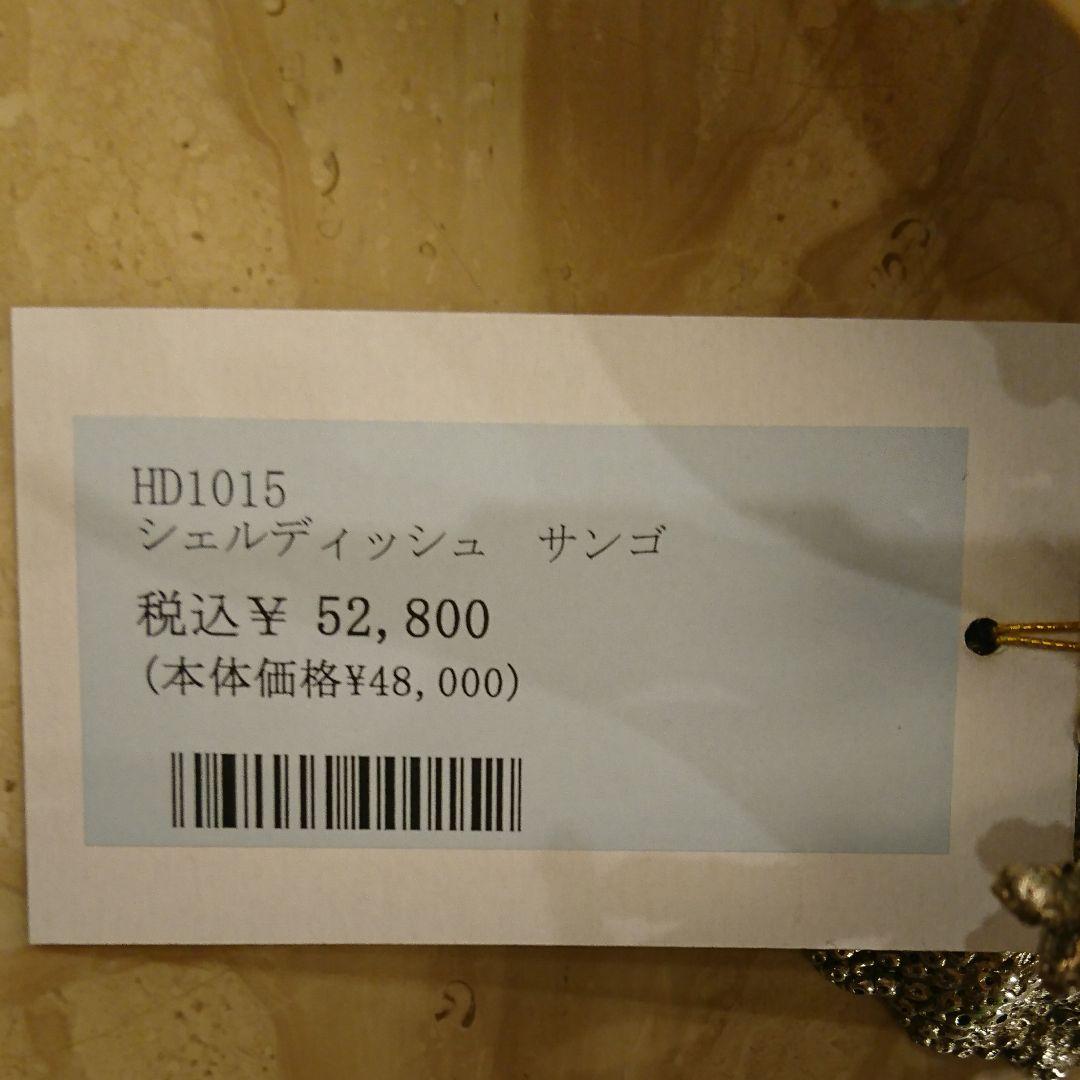 HD1015
シェルディッシュ　サンゴ
税込￥ 52,800
(本体価格¥48,000)